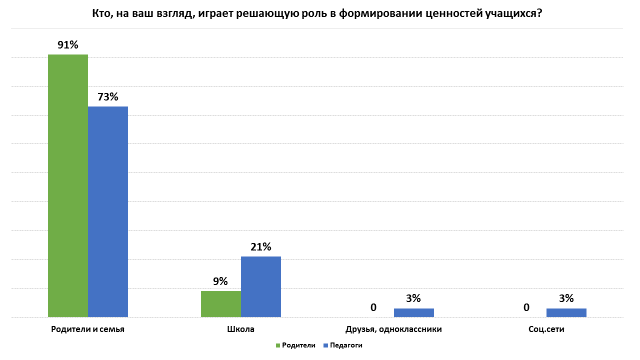 Кто, на ваш взгляд, играет решающую роль в формировании ценностей учащихся?
91%
73%
9%
21%
0
3%
0
3%
Родители и семья
Школа
Друзья, одноклассники
Соц.сети
Родители
Педагоги